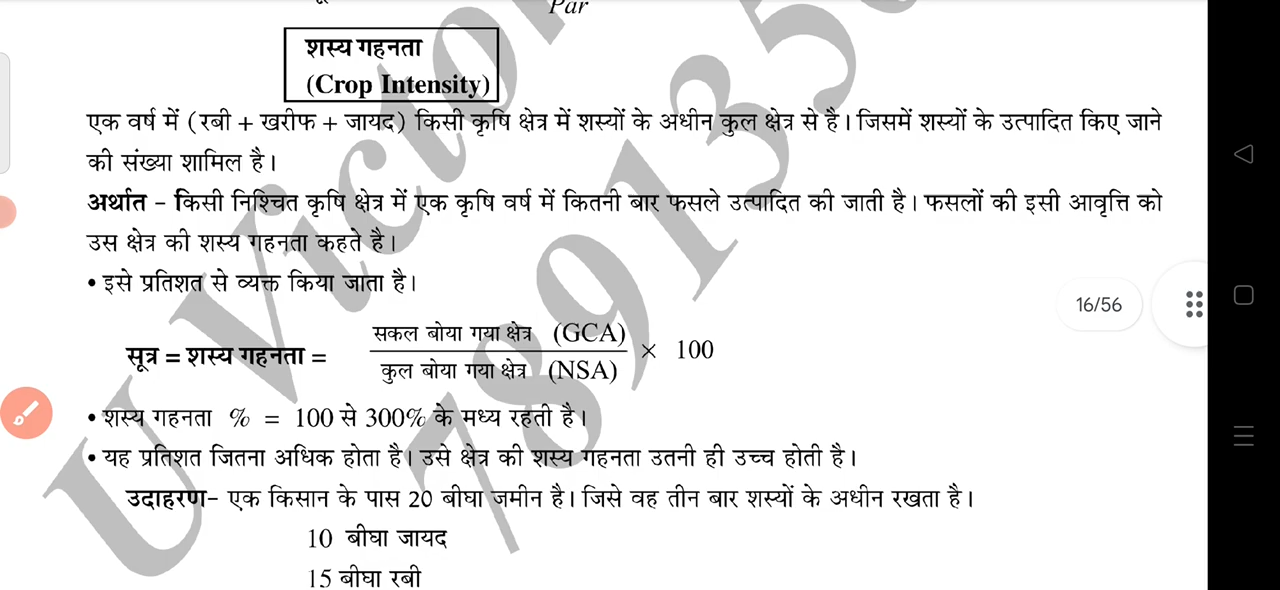 Par
शस्य गहनता
(Crop Intensity)
एक वर्ष में (रबी + खरीफ + जायद) किसी कृषि क्षेत्र में शस्यों के अधीन कुल क्षेत्र से है। जिसमें शस्यों के उत्पादित किए जाने
की संख्या शामिल है।
अर्थात – किसी निश्चित कृषि क्षेत्र में एक कृषि वर्ष में कितनी बार फसले उत्पादित की जाती है। फसलों की इसी आवृत्ति को
उस क्षेत्र की शस्य गहनता कहते है।
• इसे प्रतिशत से व्यक्त किया जाता है।
16/56
सूत्र = शस्य गहनता = सकल बोया गया क्षेत्र (GCA)
कुल बोया गया क्षेत्र (NSA) × 100
• शस्य गहनता % = 100 से 300% के मध्य रहती है।
• यह प्रतिशत जितना अधिक होता है। उसे क्षेत्र की शस्य गहनता उतनी ही उच्च होती है।
उदाहरण– एक किसान के पास 20 बीघा जमीन है। जिसे वह तीन बार शस्यों के अधीन रखता है।
10 बीघा जायद
15 बीघा रबी
U Victor
789135